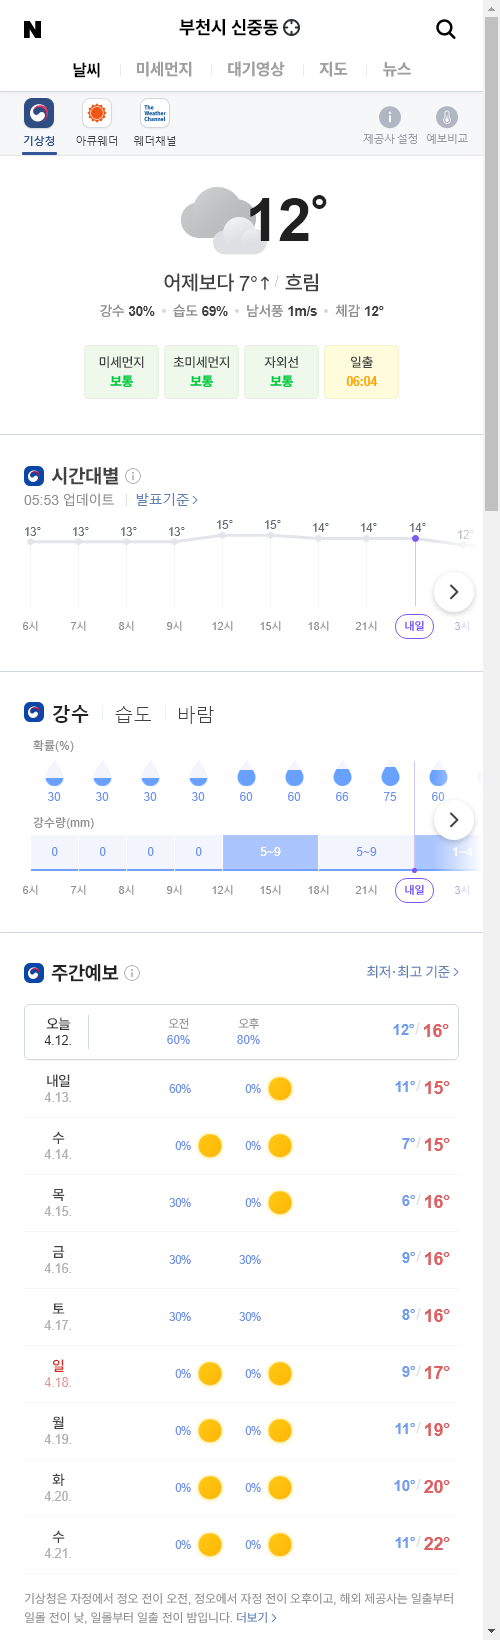 N
부천시 신중동
날씨 미세먼지 대기영상 지도 뉴스
The
Weather
Channel
기상청 아큐웨더 웨더채널 제공사 설정 예보비교
12°
어제보다 7°↑ / 흐림
강수 30% • 습도 69% • 남서풍 1m/s • 체감 12°
미세먼지 초미세먼지 자외선 일출
보통 보통 보통 06:04
시간대별
05:53 업데이트 발표기준 >
13° 13° 13° 13° 15° 15° 14° 14° 14° 12°
6시 7시 8시 9시 12시 15시 18시 21시 내일 3시
강수 습도 바람
확률(%)
30 30 30 30 60 60 66 75 60
강수량(mm)
0 0 0 0 5~9 5~9 1~4
6시 7시 8시 9시 12시 15시 18시 21시 내일 3시
주간예보 최저·최고 기준 >
오늘 오전 오후
4.12. 60% 80% 12° / 16°
내일
4.13. 60% 0% 11° / 15°
수
4.14. 0% 0% 7° / 15°
목
4.15. 30% 0% 6° / 16°
금
4.16. 30% 30% 9° / 16°
토
4.17. 30% 30% 8° / 16°
일
4.18. 0% 0% 9° / 17°
월
4.19. 0% 0% 11° / 19°
화
4.20. 0% 0% 10° / 20°
수
4.21. 0% 0% 11° / 22°
기상청은 자정에서 정오 전이 오전, 정오에서 자정 전이 오후이고, 해외 제공사는 일출부터
일몰 전이 낮, 일몰부터 일출 전이 밤입니다. 더보기 >